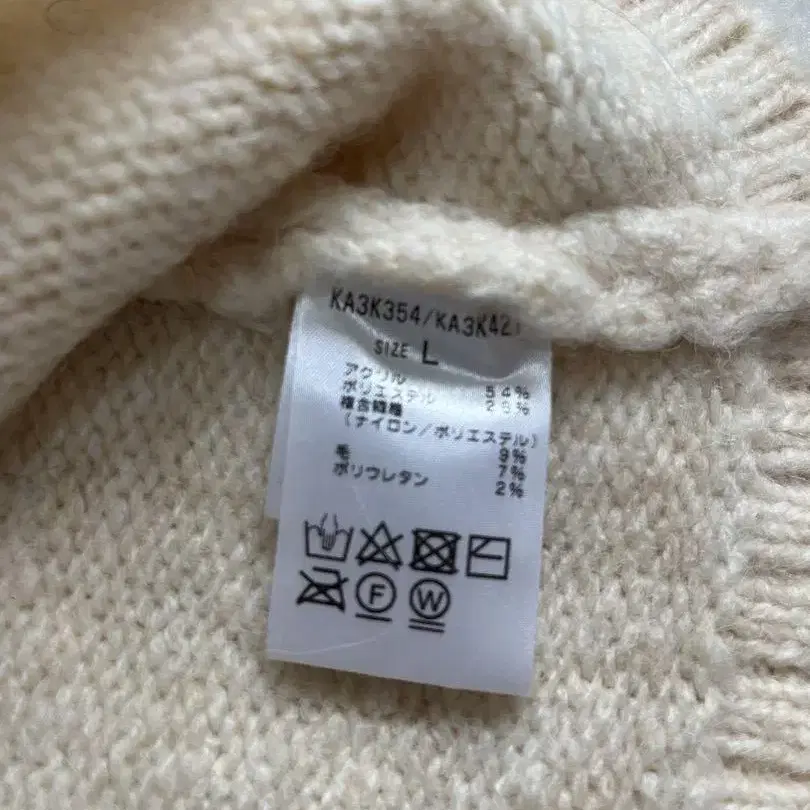 KA3K354/KA3K421
SIZE L
アクリル 54%
ポリエステル 28%
複合繊維
(ナイロン/ポリエステル)
9%
毛 7%
ポリウレタン 2%
F W